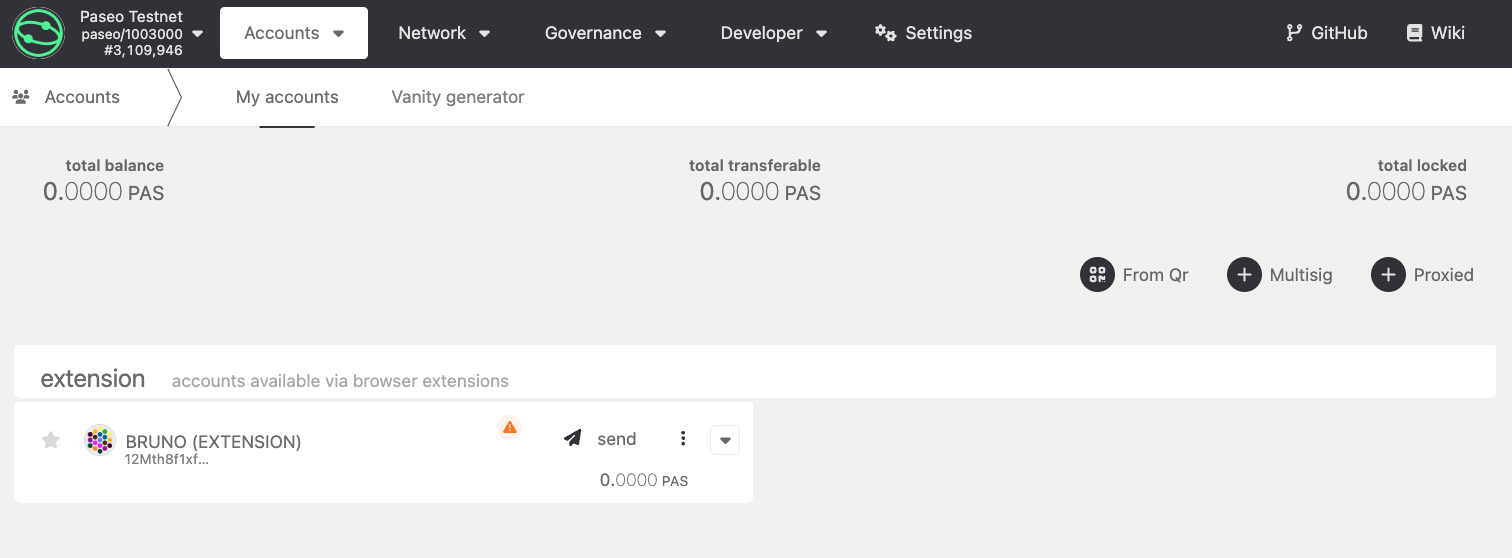 Paseo Testnet
paseo/1003000
#3,109,946
Accounts
Network
Governance
Developer
Settings
GitHub
Wiki
Accounts
My accounts
Vanity generator
total balance
0.0000 PAS
total transferable
0.0000 PAS
total locked
0.0000 PAS
From Qr
Multisig
Proxied
extension accounts available via browser extensions
BRUNO (EXTENSION)
12Mth8f1xf...
send
0.0000 PAS